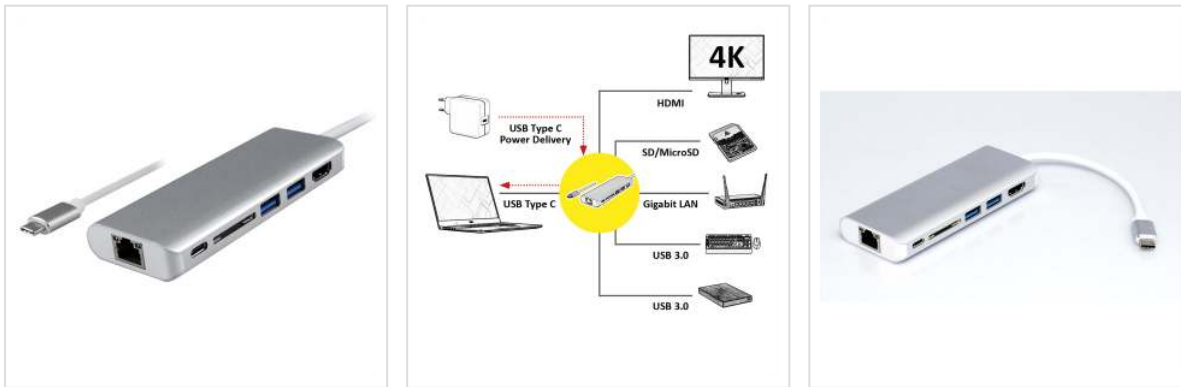 4K
HDMI
USB Type C
Power Delivery
SD/MicroSD
USB Type C
Gigabit LAN
USB 3.0
USB 3.0